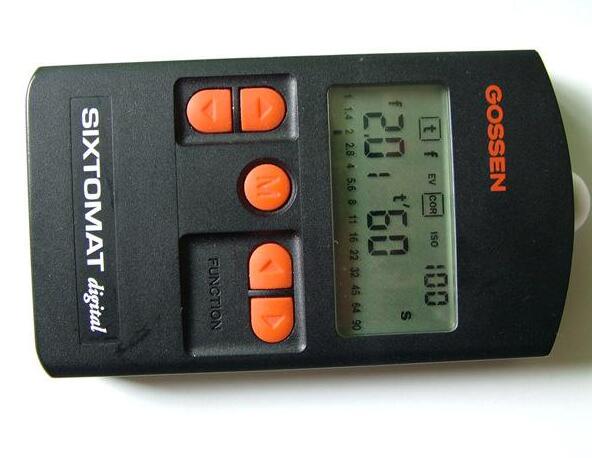 GOSSEN
t f EV COR ISO 100
f 2.0 t' 60 s
1 1.4 2 2.8 4 5.6 8 11 16 22 32 45 64 90
M
FUNCTION
SIXTOMAT digital